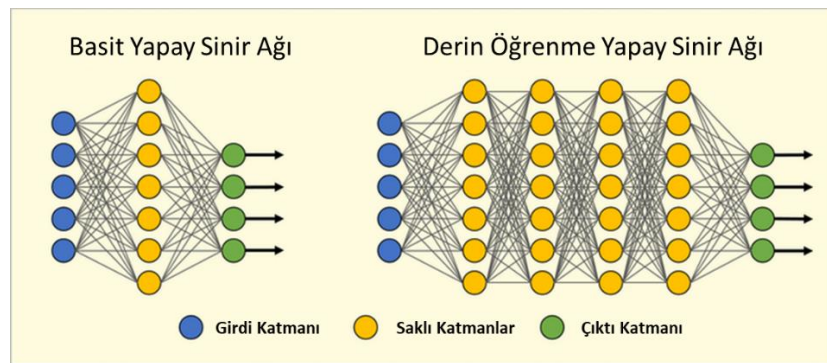 Basit Yapay Sinir Ağı
Derin Öğrenme Yapay Sinir Ağı
Girdi Katmanı
Saklı Katmanlar
Çıktı Katmanı